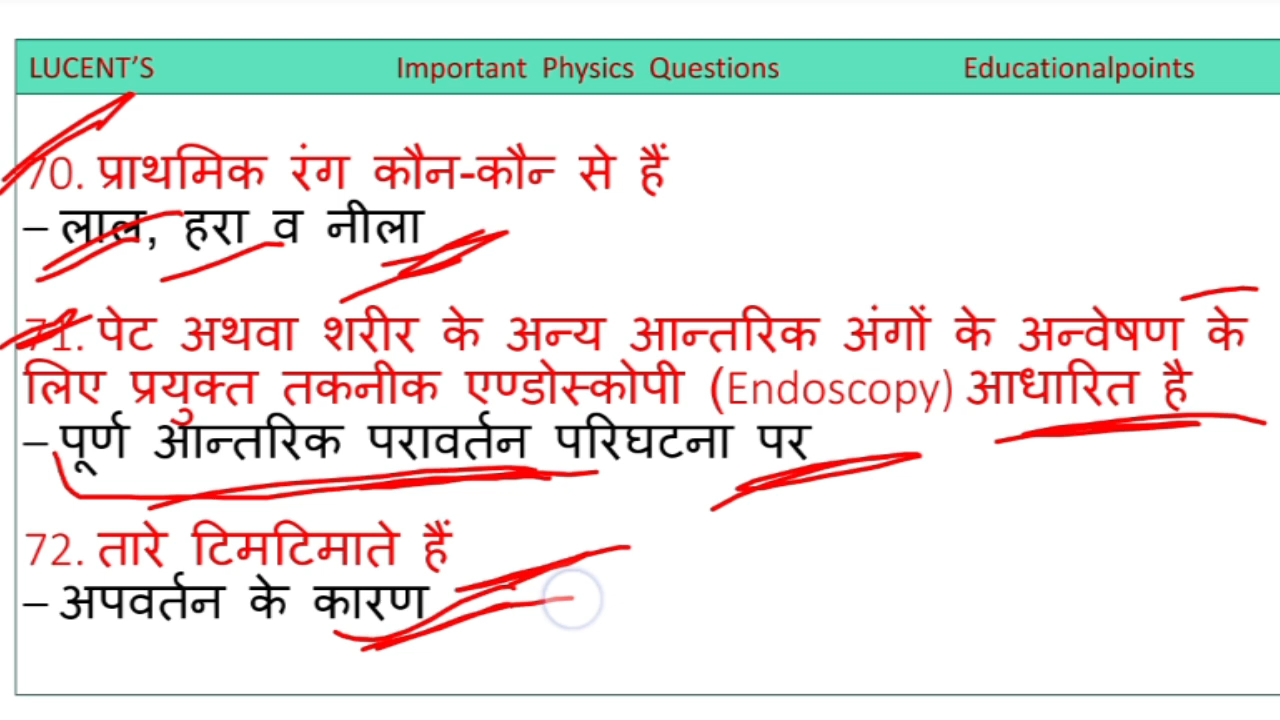 LUCENT'S Important Physics Questions Educationalpoints
70. प्राथमिक रंग कौन-कौन से हैं
– लाल, हरा व नीला
71. पेट अथवा शरीर के अन्य आन्तरिक अंगों के अन्वेषण के
लिए प्रयुक्त तकनीक एण्डोस्कोपी (Endoscopy) आधारित है
– पूर्ण आन्तरिक परावर्तन परिघटना पर
72. तारे टिमटिमाते हैं
– अपवर्तन के कारण